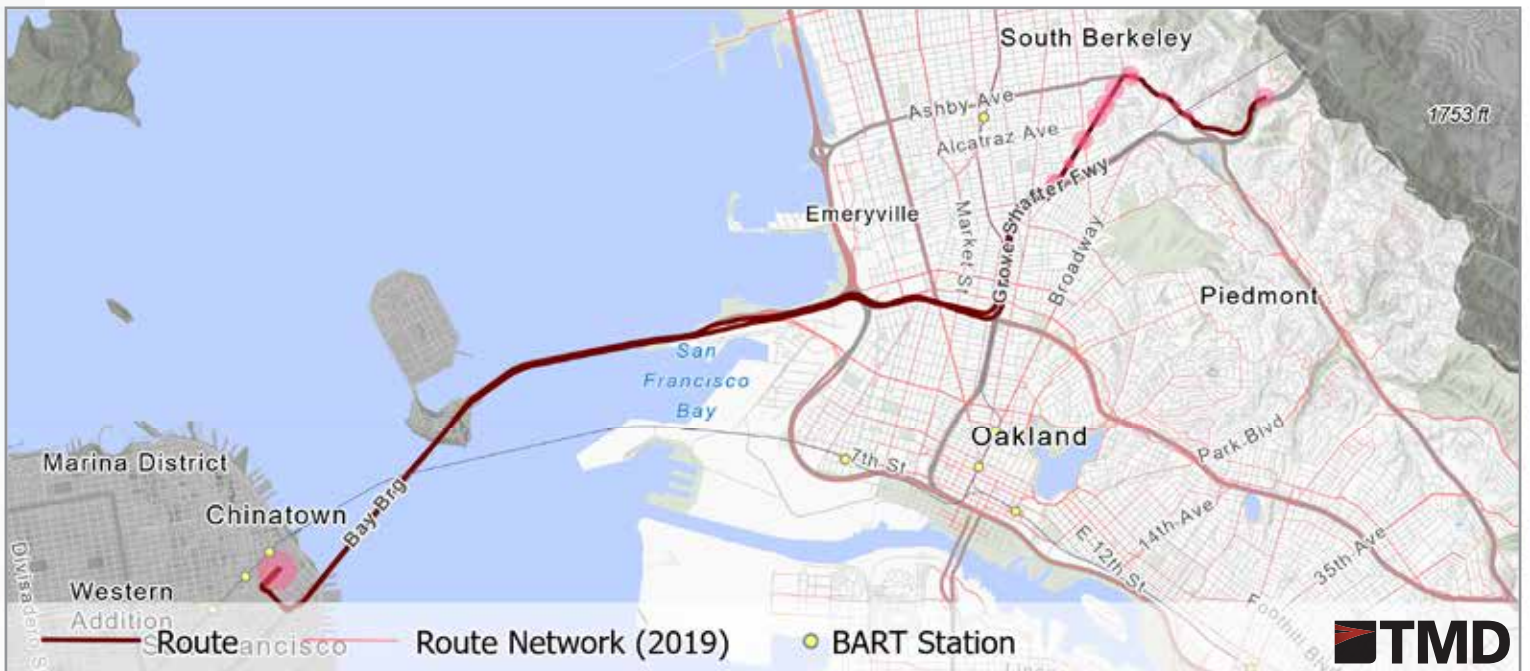 South Berkeley
Ashby Ave
1753 ft
Alcatraz Ave
Grove Shafter Fwy
Emeryville
Market St
Broadway
Piedmont
San
Francisco
Bay
Oakland
Park Blvd
Marina District
7th St
Bay Brg
Chinatown
14th Ave
E 12th St
35th Ave
Western
Addition
San Francisco
Route
Route Network (2019)
BART Station
TMD